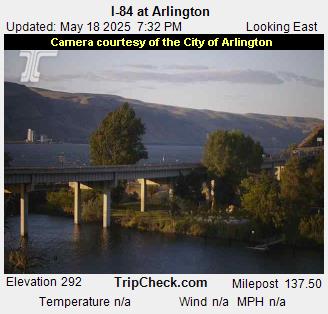 I-84 at Arlington
Updated: May 18 2025 7:32 PM Looking East
Camera courtesy of the City of Arlington
Elevation 292 TripCheck.com Milepost 137.50
Temperature n/a Wind n/a MPH n/a